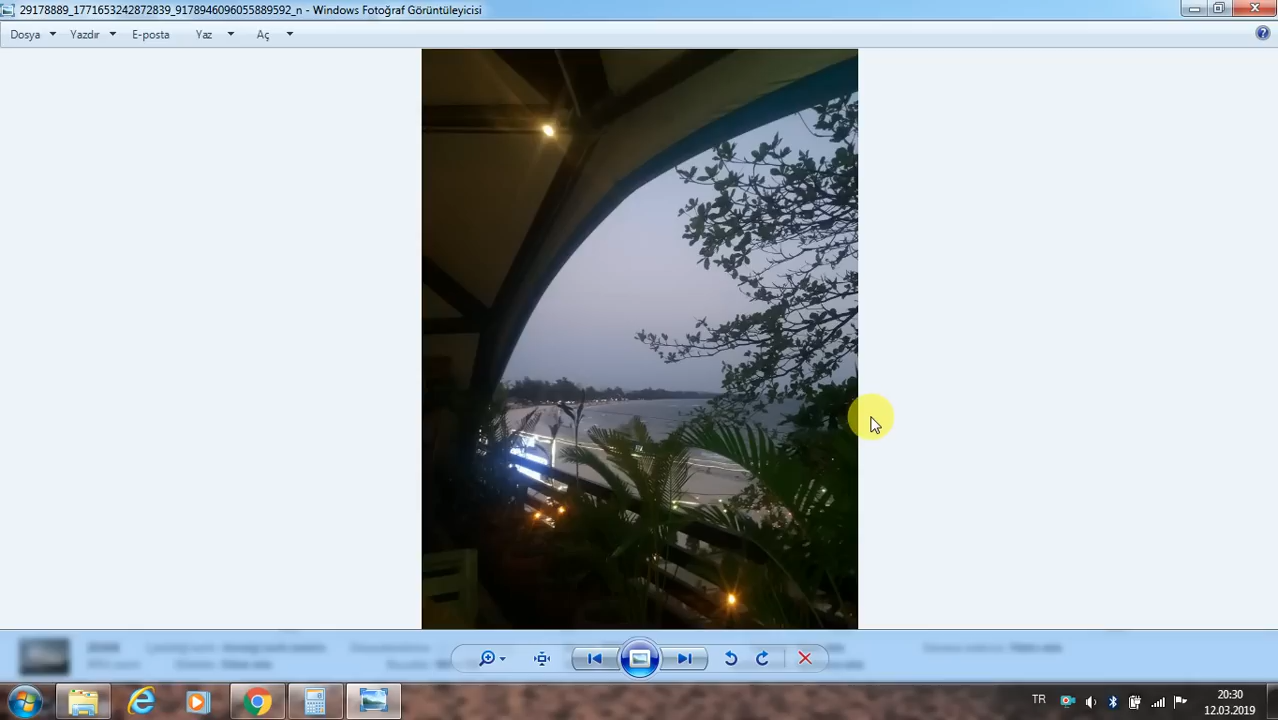 29178889_1771653242872839_9178946096055889592_n - Windows Fotoğraf Görüntüleyicisi
Dosya Yazdır E-posta Yaz Aç
TR
20:30
12.03.2019